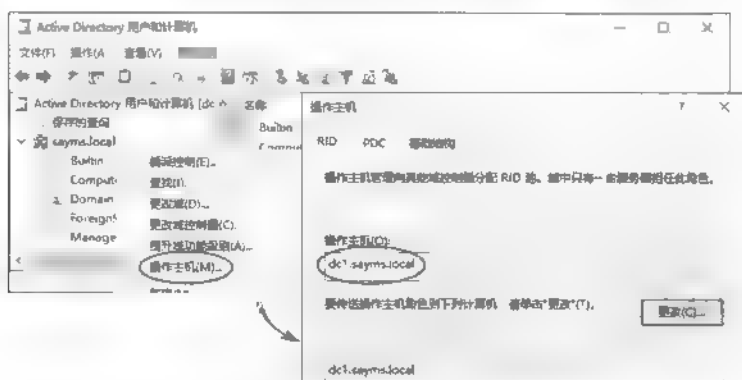 Active Directory 用户和计算机
文件(F) 操作(A) 查看(V)
Active Directory 用户和计算机 [dc
名称
保存的查询
Builtin
sayms.local
Builtin
委派控制(E)...
查找(I)...
Domain
更改域(D)...
更改域控制器(C)...
提升域功能级别(A)...
操作主机(M)...
操作主机
RID PDC 基础结构
操作主机管理向其他域控制器分配 RID 池。域中只有一台服务器担任此角色。
操作主机(O):
dc1.sayms.local
要传送操作主机角色到下列计算机,请单击"更改"(T)。
更改(C)...
dc1.sayms.local